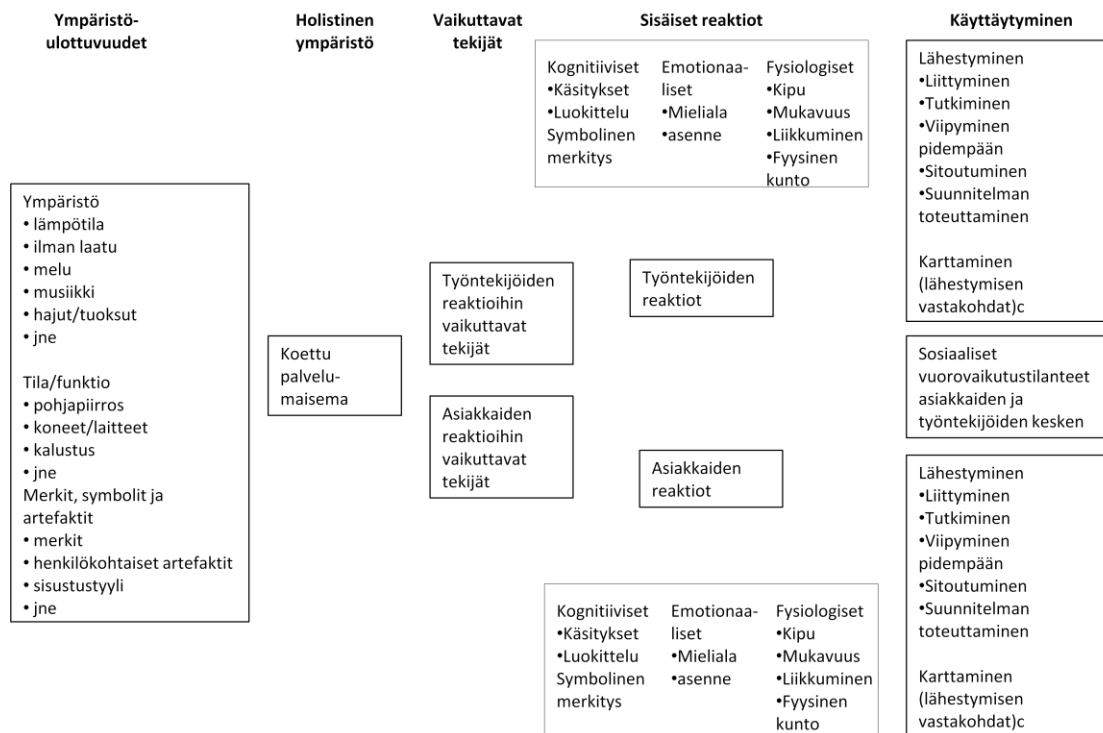 Ympäristö-
ulottuvuudet
Holistinen
ympäristö
Vaikuttavat
tekijät
Sisäiset reaktiot
Käyttäytyminen
Ympäristö
• lämpötila
• ilman laatu
• melu
• musiikki
• hajut/tuoksut
• jne
Tila/funktio
• pohjapiirros
• koneet/laitteet
• kalustus
• jne
Merkit, symbolit ja
artefaktit
• merkit
• henkilökohtaiset artefaktit
• sisustustyyli
• jne
Koettu
palvelu-
maisema
Työntekijöiden
reaktioihin
vaikuttavat
tekijät
Asiakkaiden
reaktioihin
vaikuttavat
tekijät
Kognitiiviset
•Käsitykset
•Luokittelu
Symbolinen
merkitys
Emotionaa-
liset
•Mieliala
•asenne
Fysiologiset
•Kipu
•Mukavuus
•Liikkuminen
•Fyysinen
kunto
Työntekijöiden
reaktiot
Asiakkaiden
reaktiot
Kognitiiviset
•Käsitykset
•Luokittelu
Symbolinen
merkitys
Emotionaa-
liset
•Mieliala
•asenne
Fysiologiset
•Kipu
•Mukavuus
•Liikkuminen
•Fyysinen
kunto
Lähestyminen
•Liittyminen
•Tutkiminen
•Viipyminen
pidempään
•Sitoutuminen
•Suunnitelman
toteuttaminen
Karttaminen
(lähestymisen
vastakohdat)c
Sosiaaliset
vuorovaikutustilanteet
asiakkaiden ja
työntekijöiden kesken
Lähestyminen
•Liittyminen
•Tutkiminen
•Viipyminen
pidempään
•Sitoutuminen
•Suunnitelman
toteuttaminen
Karttaminen
(lähestymisen
vastakohdat)c